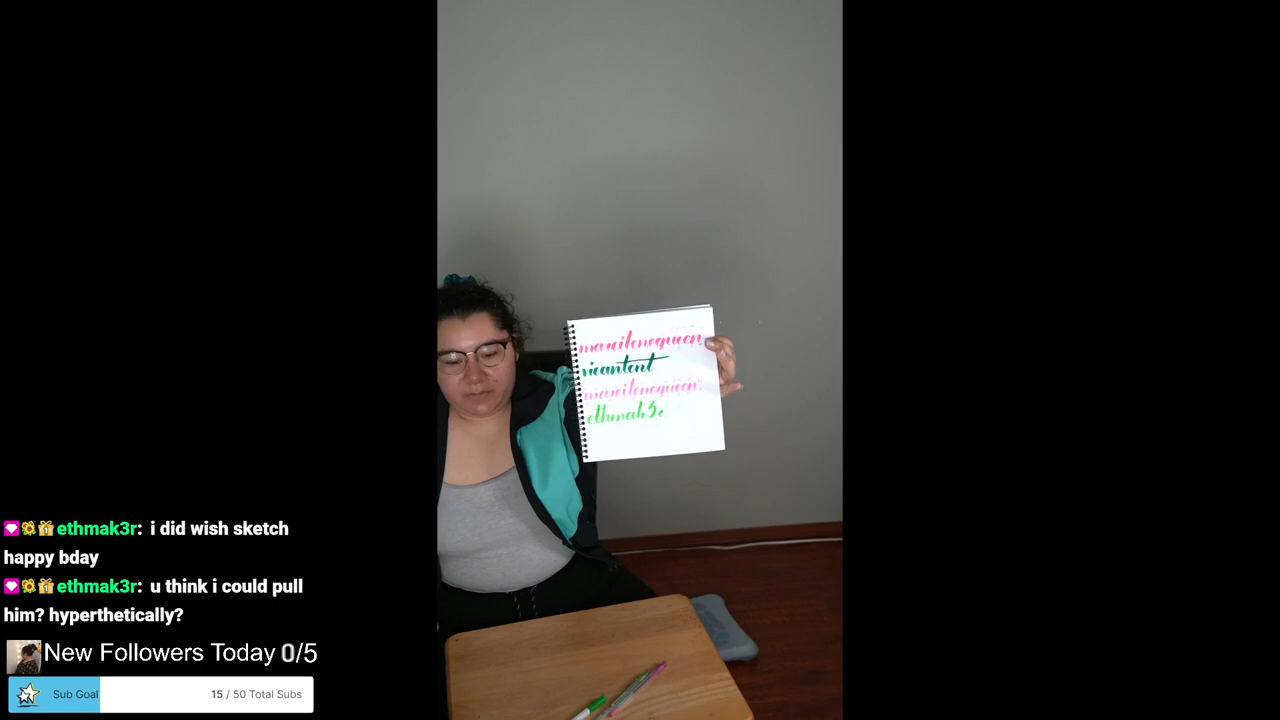 marcilenequeen
ricantent
marcilenequeen
ethmak3r
ethmak3r: i did wish sketch
happy bday
ethmak3r: u think i could pull
him? hyperthetically?
New Followers Today 0/5
Sub Goal 15 / 50 Total Subs